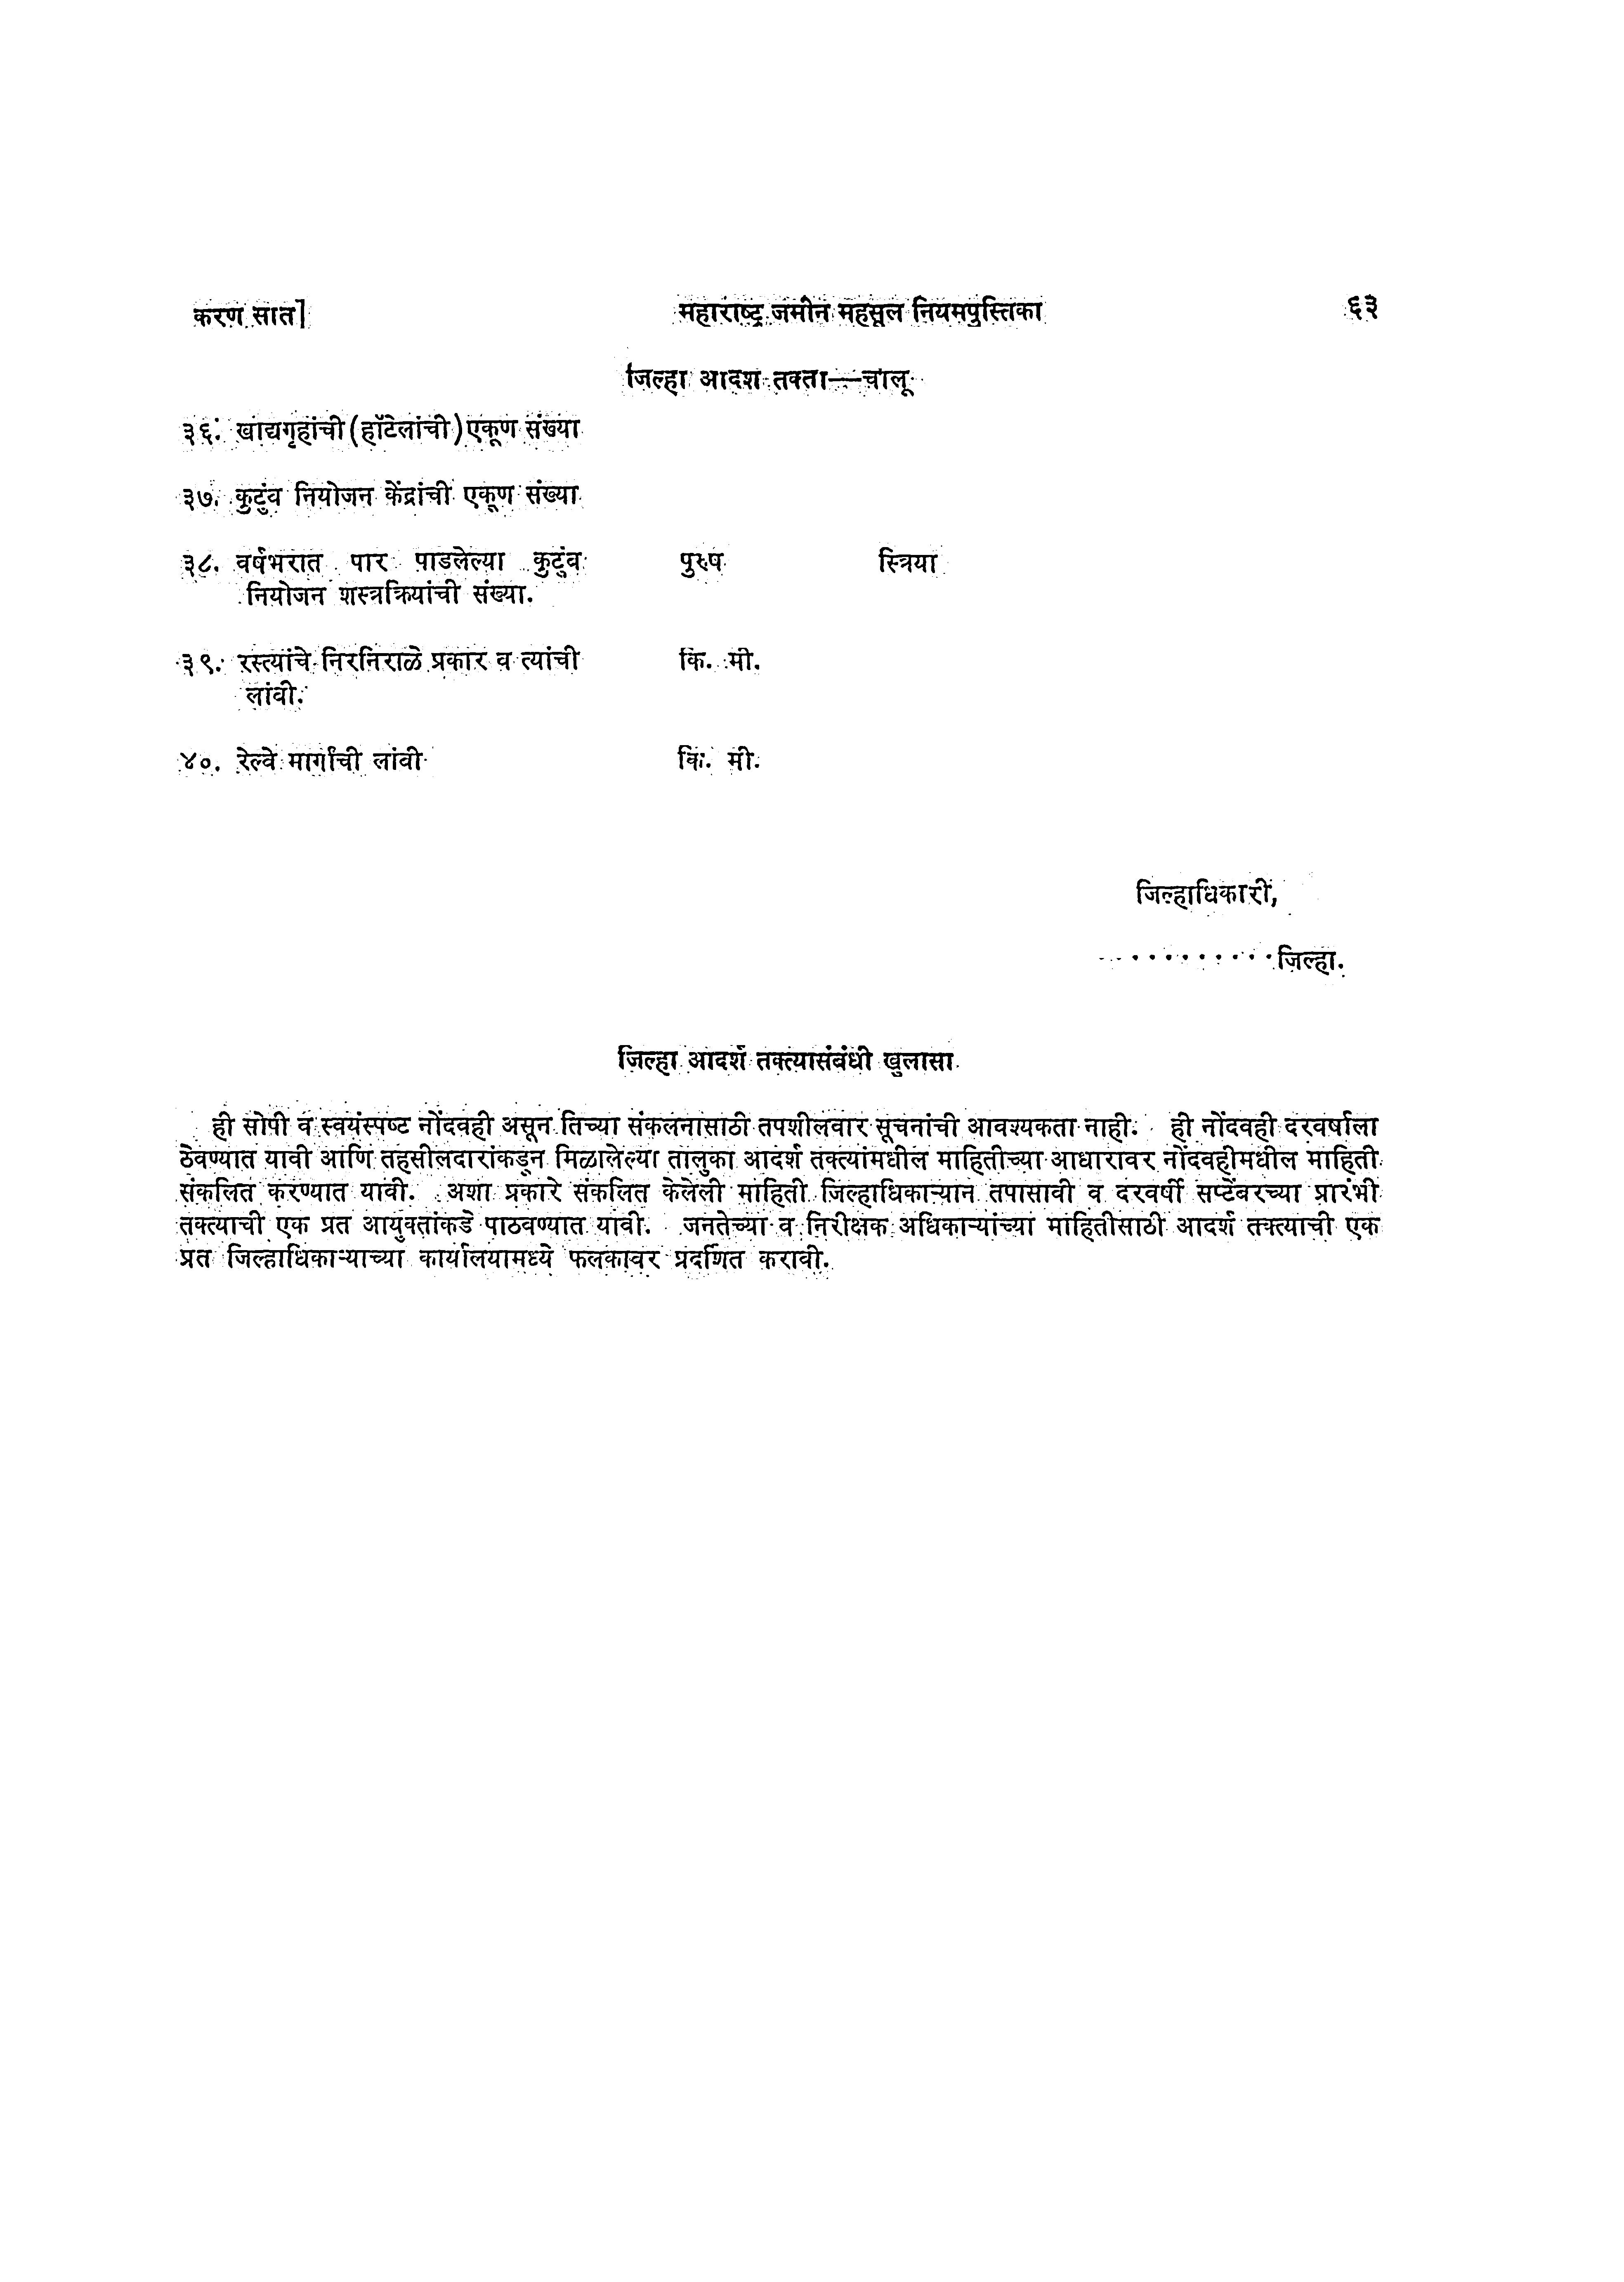 करण सात]
महाराष्ट्र जमीन महसूल नियमपुस्तिका
६३
जिल्हा आदर्श तक्ता—चालू
३६. खाद्यगृहांची (हॉटेलांची) एकूण संख्या
३७. कुटुंब नियोजन केंद्रांची एकूण संख्या
३८. वर्षभरात पार पाडलेल्या कुटुंब पुरुष स्त्रिया
नियोजन शस्त्रक्रियांची संख्या.
३९. रस्त्यांचे निरनिराळे प्रकार व त्यांची कि. मी.
लांबी.
४०. रेल्वे मार्गांची लांबी कि. मी.
जिल्हाधिकारी,
..........जिल्हा.
जिल्हा आदर्श तक्त्यासंबंधी खुलासा
ही सोपी व स्वयंस्पष्ट नोंदवही असून तिच्या संकलनासाठी तपशीलवार सूचनांची आवश्यकता नाही. ही नोंदवही दरवर्षाला
ठेवण्यात यावी आणि तहसीलदारांकडून मिळालेल्या तालुका आदर्श तक्त्यांमधील माहितीच्या आधारावर नोंदवहीमधील माहिती
संकलित करण्यात यावी. अशा प्रकारे संकलित केलेली माहिती जिल्हाधिकाऱ्यान तपासावी व दरवर्षी सप्टेंबरच्या प्रारंभी
तक्त्याची एक प्रत आयुक्तांकडे पाठवण्यात यावी. जनतेच्या व निरीक्षक अधिकाऱ्यांच्या माहितीसाठी आदर्श तक्त्याची एक
प्रत जिल्हाधिकाऱ्याच्या कार्यालयामध्ये फलकावर प्रदर्शित करावी.